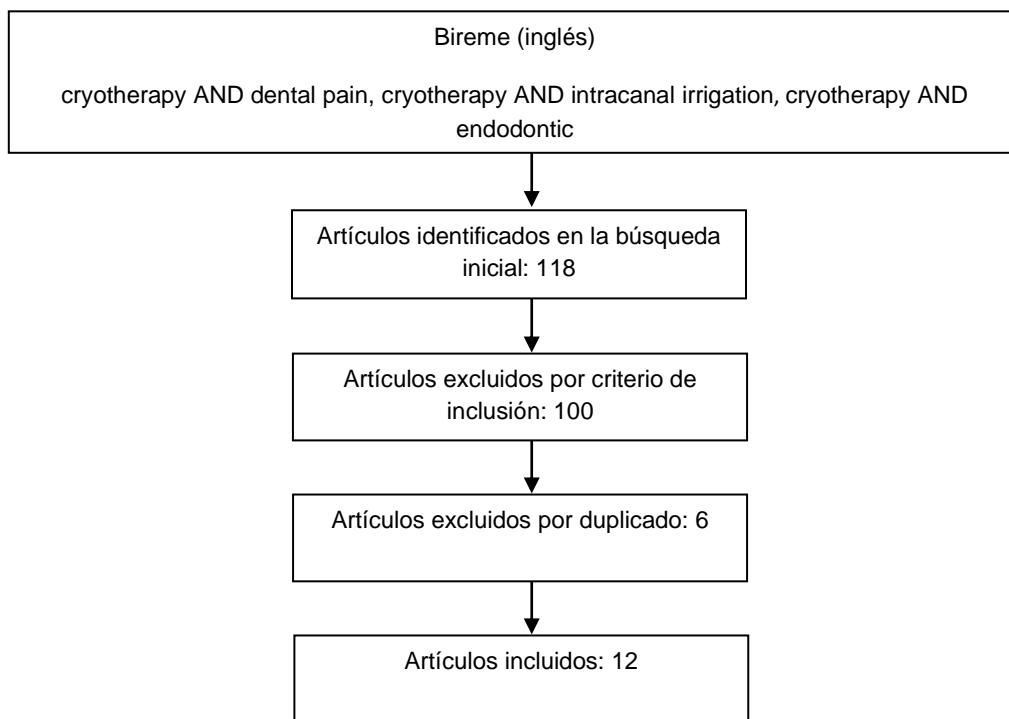 Bireme (inglés)
cryotherapy AND dental pain, cryotherapy AND intracanal irrigation, cryotherapy AND
endodontic
Artículos identificados en la búsqueda
inicial: 118
Artículos excluidos por criterio de
inclusión: 100
Artículos excluidos por duplicado: 6
Artículos incluidos: 12